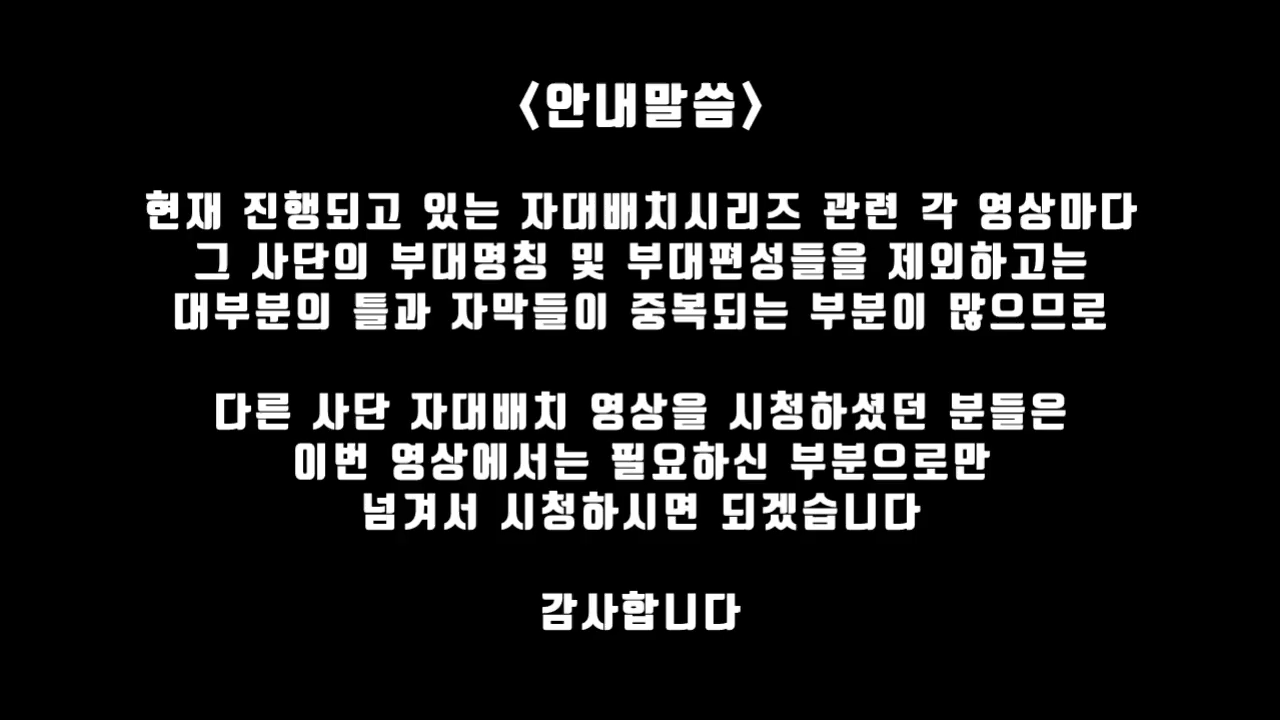 <안내말씀>
현재 진행되고 있는 자대배치시리즈 관련 각 영상마다
그 사단의 부대명칭 및 부대편성들을 제외하고는
대부분의 틀과 자막들이 중복되는 부분이 많으므로
다른 사단 자대배치 영상을 시청하셨던 분들은
이번 영상에서는 필요하신 부분으로만
넘겨서 시청하시면 되겠습니다
감사합니다